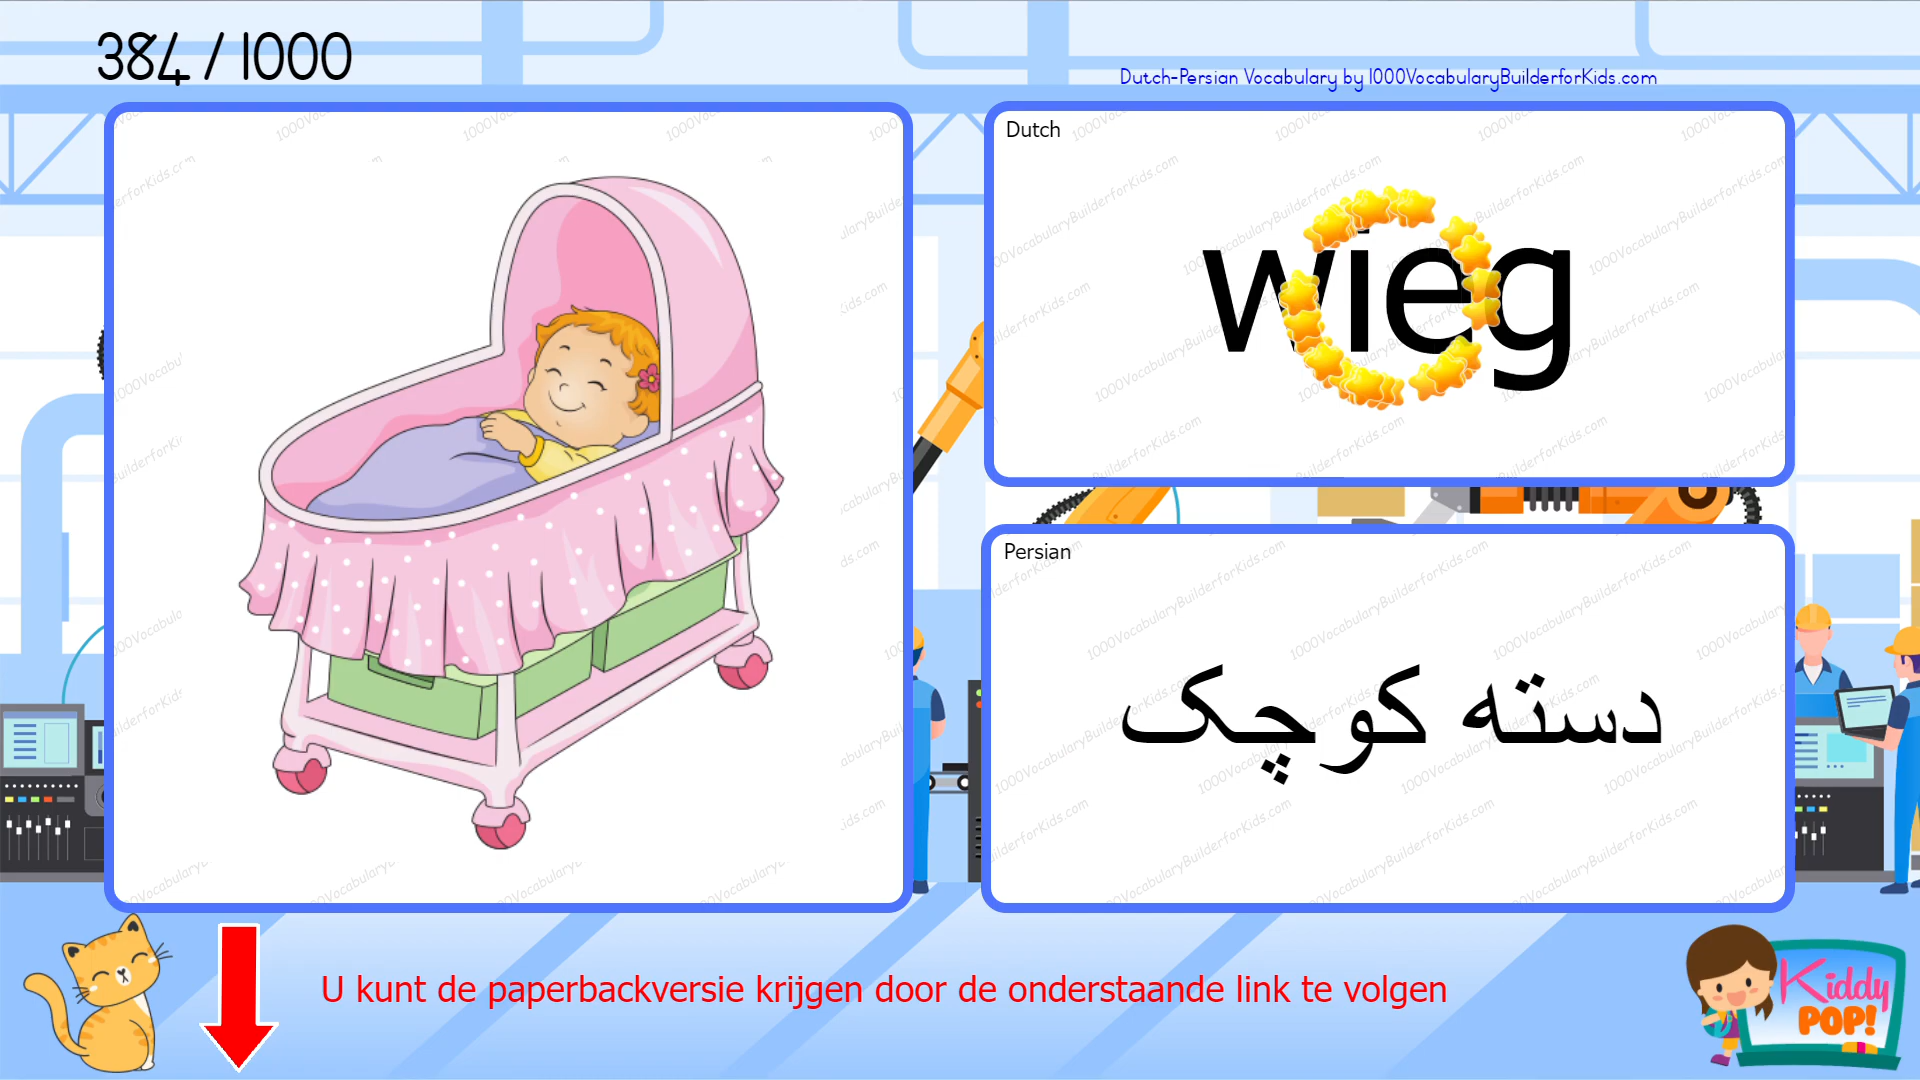 384 / 1000
Dutch-Persian Vocabulary by 1000VocabularyBuilderforKids.com
Dutch
wieg
Persian
دسته کوچک
U kunt de paperbackversie krijgen door de onderstaande link te volgen
Kiddy
POP!